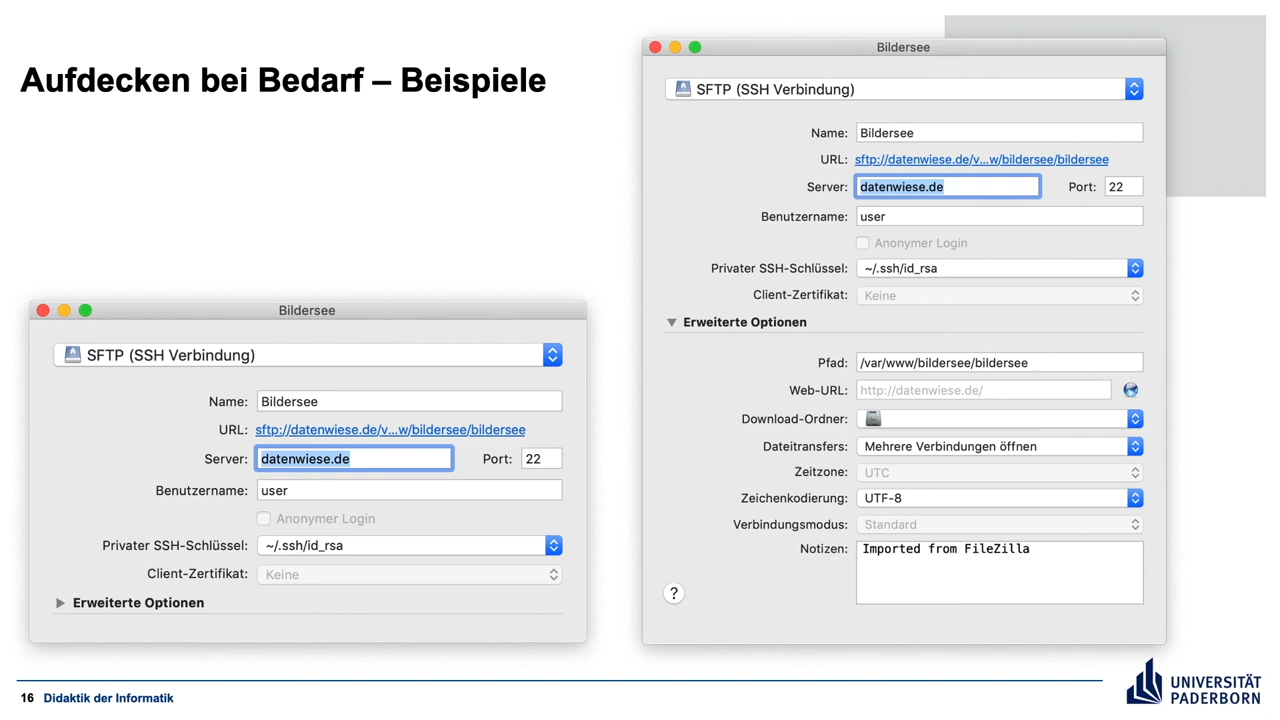 Aufdecken bei Bedarf – Beispiele
Bildersee
SFTP (SSH Verbindung)
Name: Bildersee
URL: sftp://datenwiese.de/v...w/bildersee/bildersee
Server: datenwiese.de Port: 22
Benutzername: user
Anonymer Login
Privater SSH-Schlüssel: ~/.ssh/id_rsa
Client-Zertifikat: Keine
Erweiterte Optionen
Bildersee
SFTP (SSH Verbindung)
Name: Bildersee
URL: sftp://datenwiese.de/v...w/bildersee/bildersee
Server: datenwiese.de Port: 22
Benutzername: user
Anonymer Login
Privater SSH-Schlüssel: ~/.ssh/id_rsa
Client-Zertifikat: Keine
Erweiterte Optionen
Pfad: /var/www/bildersee/bildersee
Web-URL: http://datenwiese.de/
Download-Ordner:
Dateitransfers: Mehrere Verbindungen öffnen
Zeitzone: UTC
Zeichenkodierung: UTF-8
Verbindungsmodus: Standard
Notizen: Imported from FileZilla
?
16 Didaktik der Informatik
UNIVERSITÄT
PADERBORN